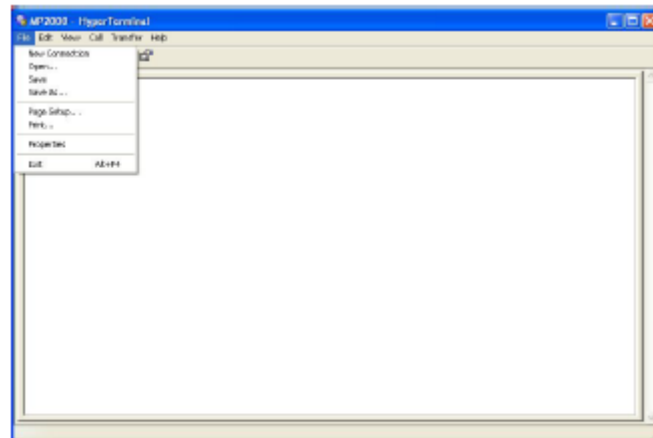 MP2000 - HyperTerminal
File Edit View Call Transfer Help
New Connection
Open...
Save
Save As...
Page Setup...
Print...
Properties
Exit Alt+F4